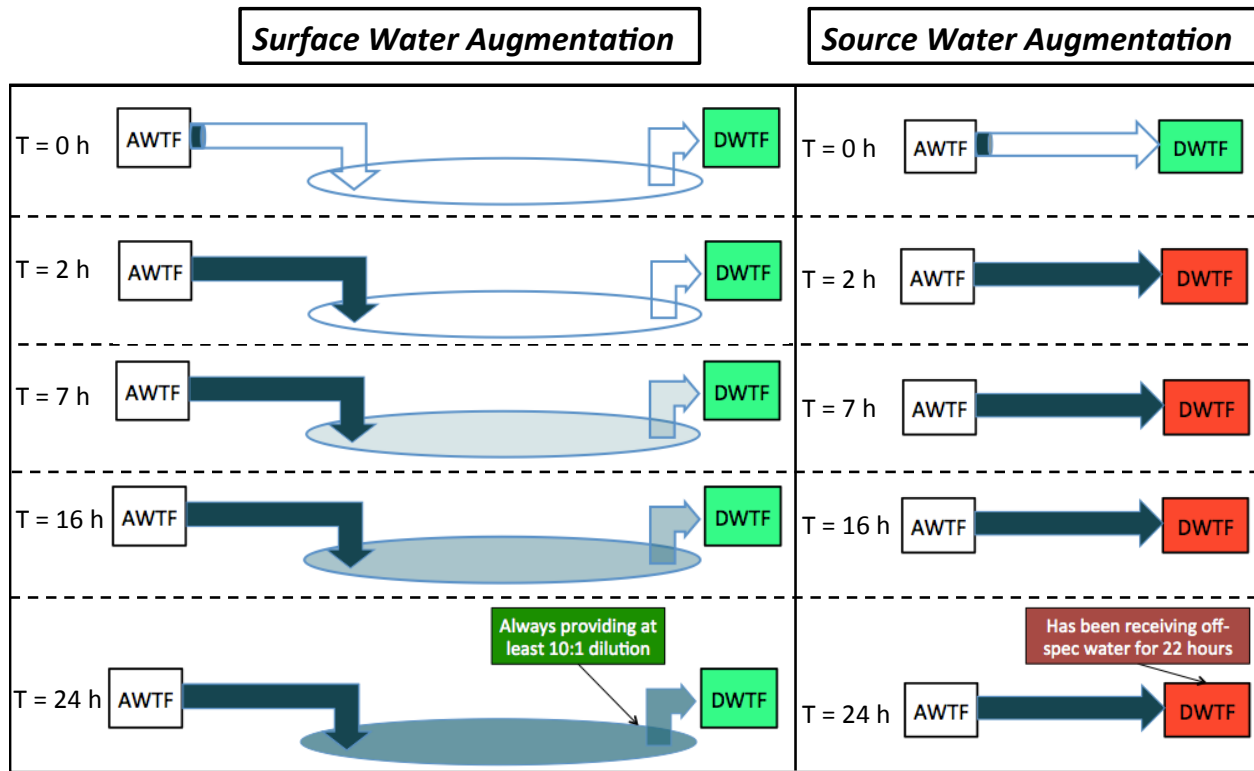 Surface Water Augmentation
Source Water Augmentation
T = 0 h
AWTF
DWTF
T = 0 h
AWTF
DWTF
T = 2 h
AWTF
DWTF
T = 2 h
AWTF
DWTF
T = 7 h
AWTF
DWTF
T = 7 h
AWTF
DWTF
T = 16 h
AWTF
DWTF
T = 16 h
AWTF
DWTF
Always providing at
least 10:1 dilution
Has been receiving off-
spec water for 22 hours
T = 24 h
AWTF
DWTF
T = 24 h
AWTF
DWTF